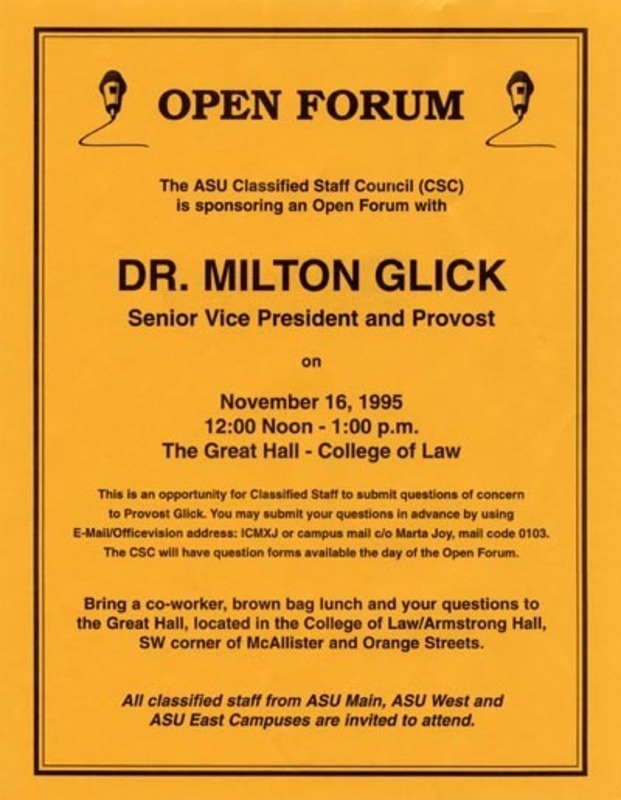 OPEN FORUM
The ASU Classified Staff Council (CSC)
is sponsoring an Open Forum with
DR. MILTON GLICK
Senior Vice President and Provost
on
November 16, 1995
12:00 Noon - 1:00 p.m.
The Great Hall - College of Law
This is an opportunity for Classified Staff to submit questions of concern
to Provost Glick. You may submit your questions in advance by using
E-Mail/Officevision address: ICMXJ or campus mail c/o Marta Joy, mail code 0103.
The CSC will have question forms available the day of the Open Forum.
Bring a co-worker, brown bag lunch and your questions to
the Great Hall, located in the College of Law/Armstrong Hall,
SW corner of McAllister and Orange Streets.
All classified staff from ASU Main, ASU West and
ASU East Campuses are invited to attend.